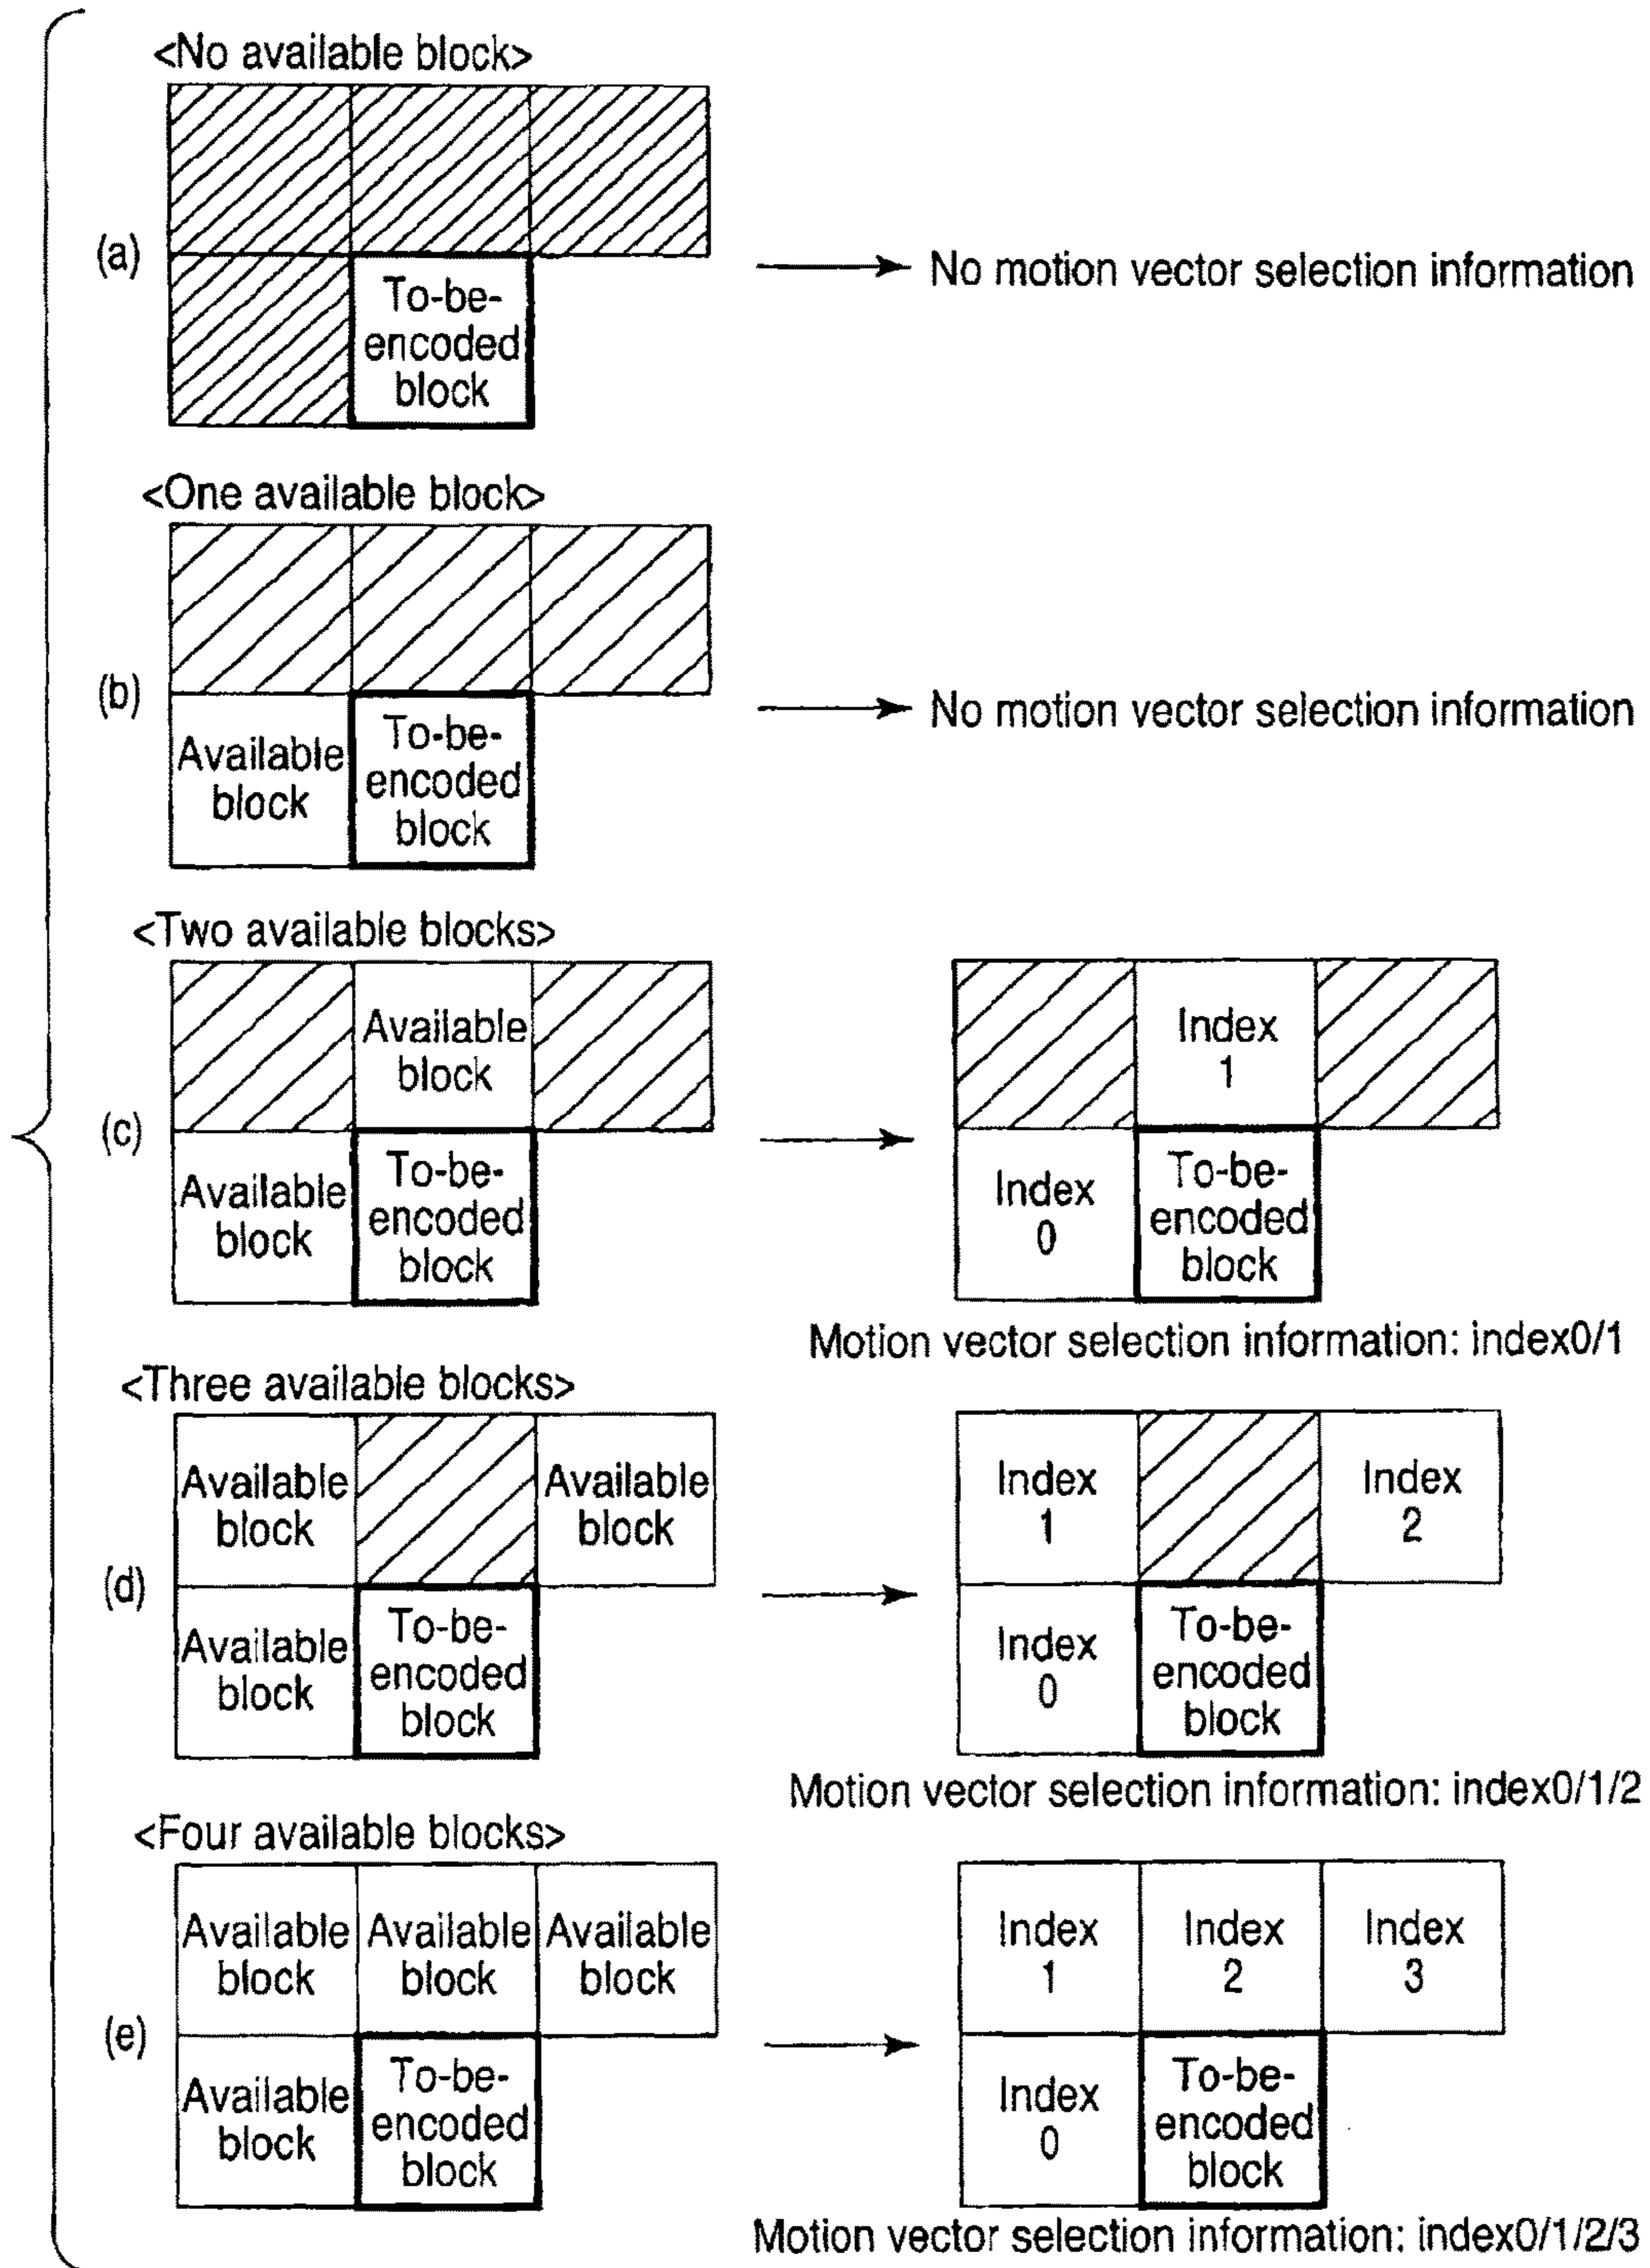 <No available block>
(a)
To-be-
encoded
block
No motion vector selection information
<One available block>
(b)
Available
block
To-be-
encoded
block
No motion vector selection information
<Two available blocks>
Available
block
(c)
Available
block
To-be-
encoded
block
Index
1
Index
0
To-be-
encoded
block
Motion vector selection information: index0/1
<Three available blocks>
Available
block
Available
block
(d)
Available
block
To-be-
encoded
block
Index
1
Index
2
Index
0
To-be-
encoded
block
Motion vector selection information: index0/1/2
<Four available blocks>
Available
block
Available
block
Available
block
(e)
Available
block
To-be-
encoded
block
Index
1
Index
2
Index
3
Index
0
To-be-
encoded
block
Motion vector selection information: index0/1/2/3